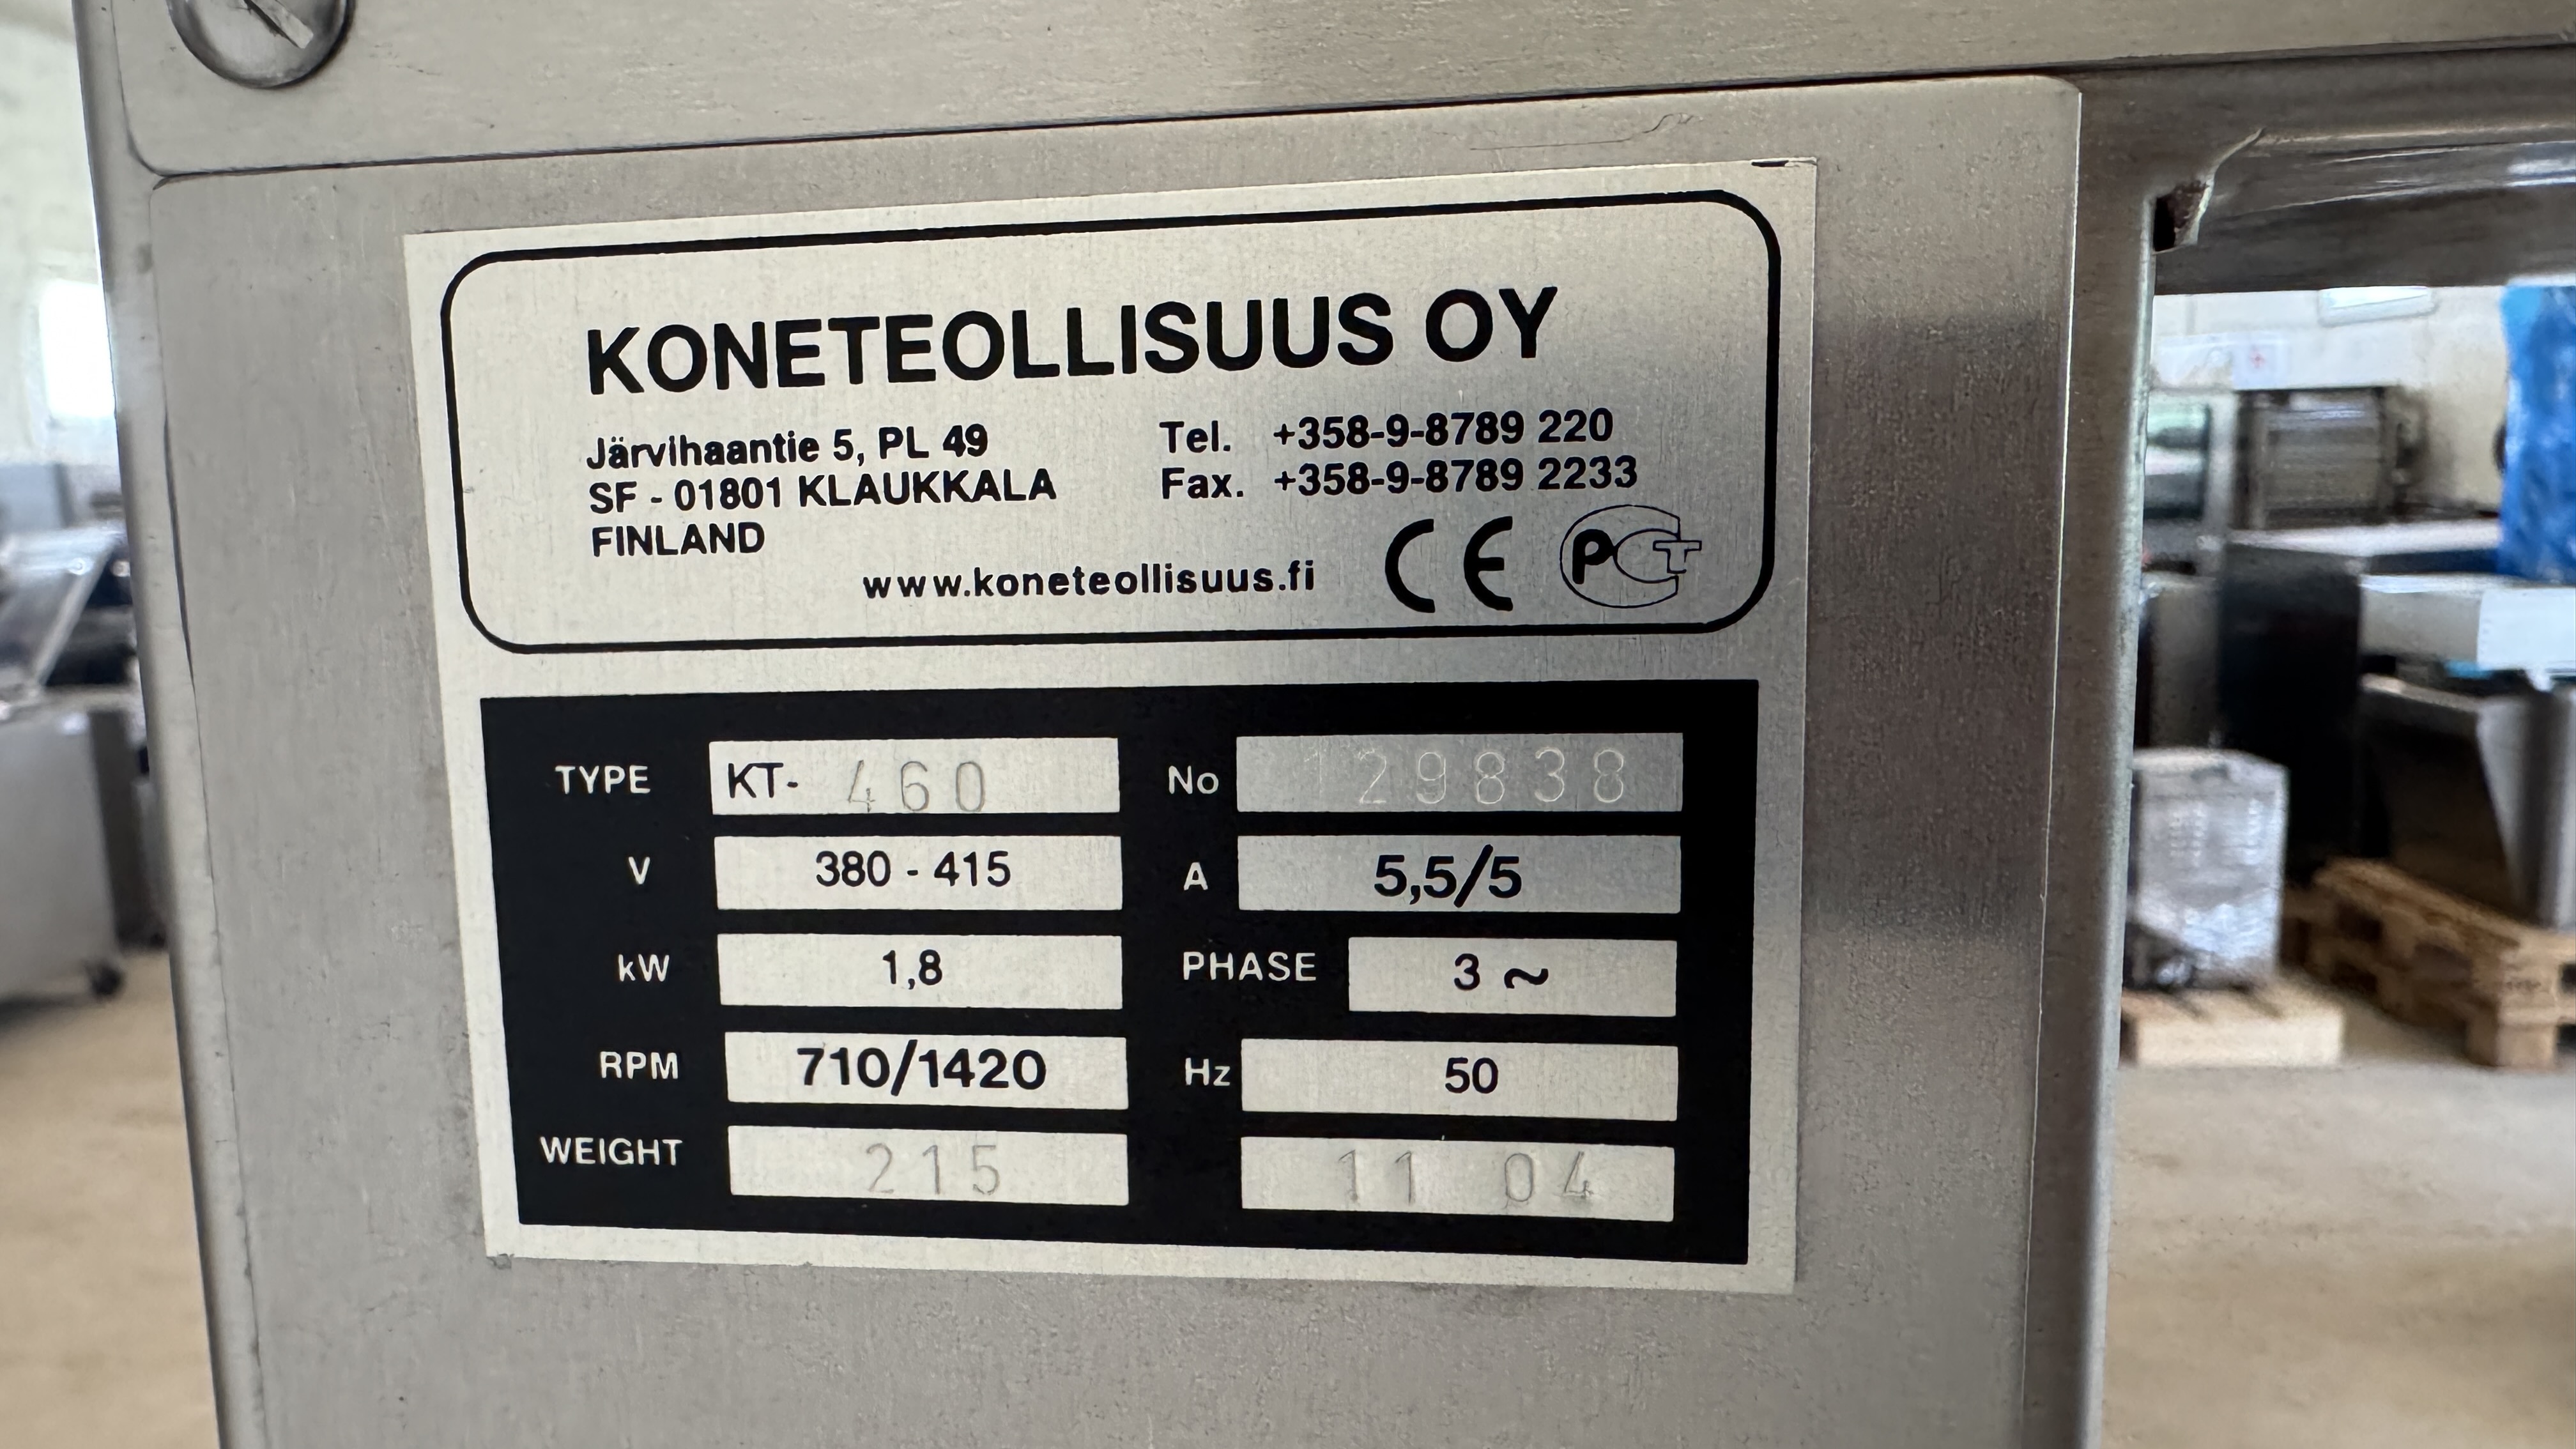 KONETEOLLISUUS OY
Järvihaantie 5, PL 49
SF - 01801 KLAUKKALA
FINLAND
Tel. +358-9-8789 220
Fax. +358-9-8789 2233
www.koneteollisuus.fi
CE PCT
TYPE KT- 460
No 129838
V 380 - 415
A 5,5/5
kW 1,8
PHASE 3 ~
RPM 710/1420
Hz 50
WEIGHT 215
11 04